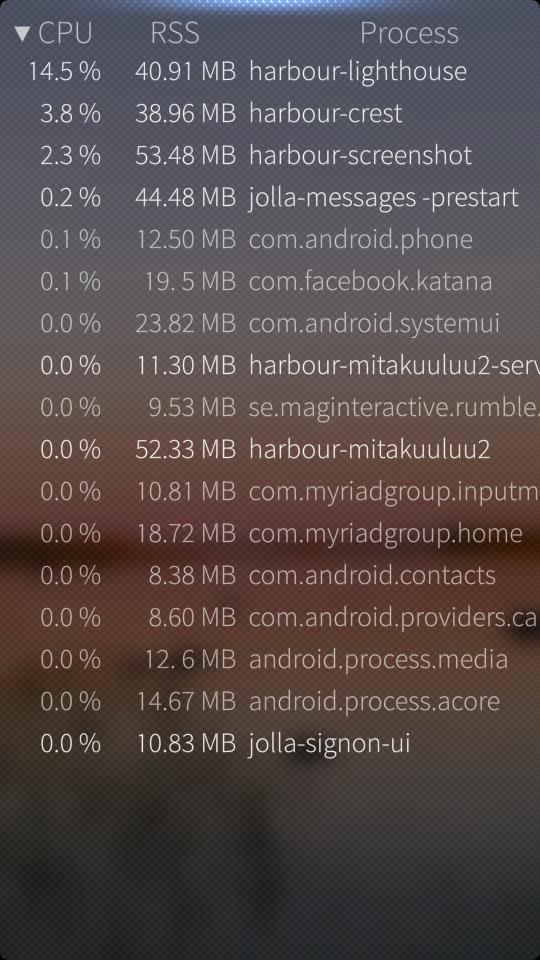 ▼ CPU RSS Process
14.5 % 40.91 MB harbour-lighthouse
3.8 % 38.96 MB harbour-crest
2.3 % 53.48 MB harbour-screenshot
0.2 % 44.48 MB jolla-messages -prestart
0.1 % 12.50 MB com.android.phone
0.1 % 19. 5 MB com.facebook.katana
0.0 % 23.82 MB com.android.systemui
0.0 % 11.30 MB harbour-mitakuuluu2-serv
0.0 % 9.53 MB se.maginteractive.rumble.
0.0 % 52.33 MB harbour-mitakuuluu2
0.0 % 10.81 MB com.myriadgroup.inputm
0.0 % 18.72 MB com.myriadgroup.home
0.0 % 8.38 MB com.android.contacts
0.0 % 8.60 MB com.android.providers.ca
0.0 % 12. 6 MB android.process.media
0.0 % 14.67 MB android.process.acore
0.0 % 10.83 MB jolla-signon-ui